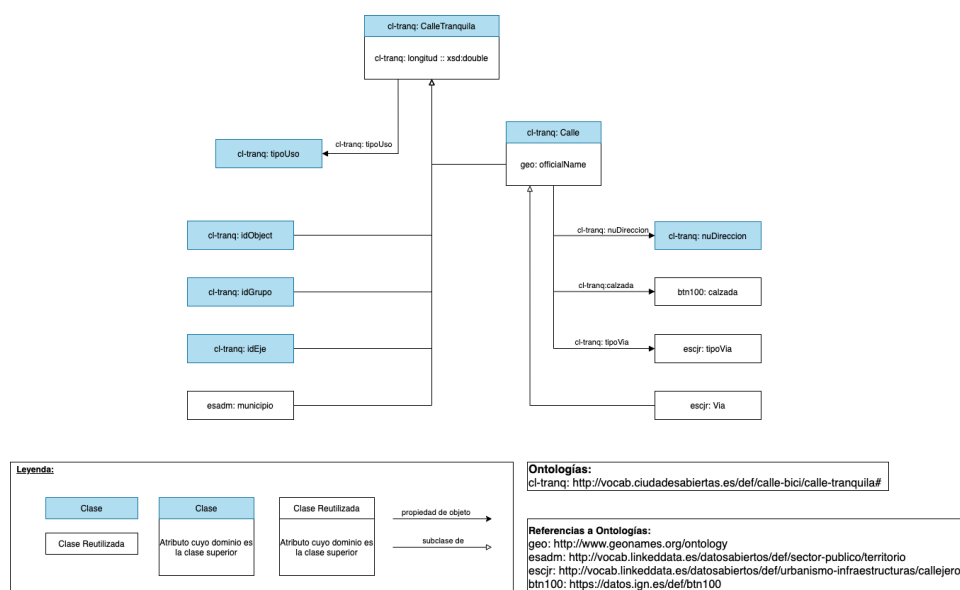 cl-tranq: CalleTranquila
cl-tranq: longitud :: xsd:double
cl-tranq: Calle
cl-tranq: tipoUso
cl-tranq: tipoUso
geo: officialName
cl-tranq: idObject
cl-tranq: nuDireccion
cl-tranq: nuDireccion
cl-tranq: idGrupo
cl-tranq:calzada
btn100: calzada
cl-tranq: idEje
cl-tranq: tipoVia
escjr: tipoVia
esadm: municipio
escjr: Via
Leyenda:
Clase
Clase
Clase Reutilizada
propiedad de objeto
Clase Reutilizada
Atributo cuyo dominio es
la clase superior
Atributo cuyo dominio es
la clase superior
subclase de
Ontologías:
cl-tranq: http://vocab.ciudadesabiertas.es/def/calle-bici/calle-tranquila#
Referencias a Ontologías:
geo: http://www.geonames.org/ontology
esadm: http://vocab.linkeddata.es/datosabiertos/def/sector-publico/territorio
escjr: http://vocab.linkeddata.es/datosabiertos/def/urbanismo-infraestructuras/callejero
btn100: https://datos.ign.es/def/btn100